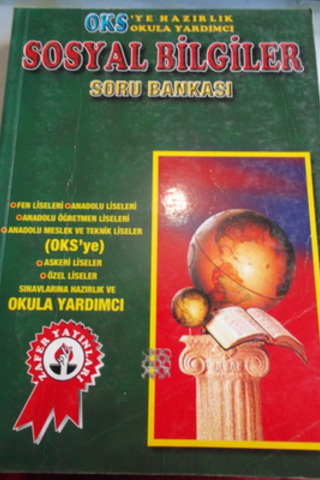 OKS'YE HAZIRLIK
OKULA YARDIMCI
SOSYAL BİLGİLER
SORU BANKASI
FEN LİSELERİ ANADOLU LİSELERİ
ANADOLU ÖĞRETMEN LİSELERİ
ANADOLU MESLEK VE TEKNİK LİSELER
(OKS'ye)
ASKERİ LİSELER
ÖZEL LİSELER
SINAVLARINA HAZIRLIK VE
OKULA YARDIMCI
NAFER YAYINLARI